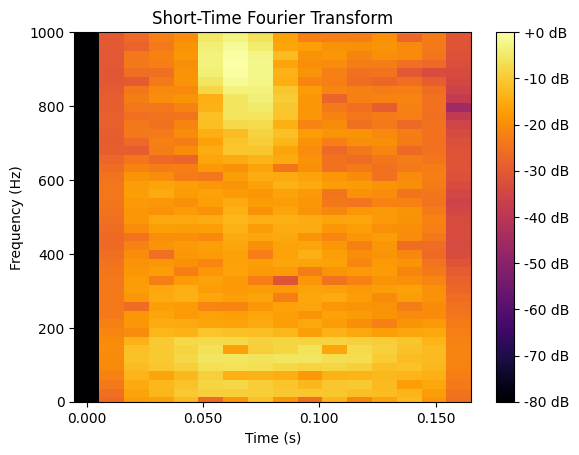 Short-Time Fourier Transform
Frequency (Hz)
1000
800
600
400
200
0
0.000
0.050
0.100
0.150
Time (s)
+0 dB
-10 dB
-20 dB
-30 dB
-40 dB
-50 dB
-60 dB
-70 dB
-80 dB